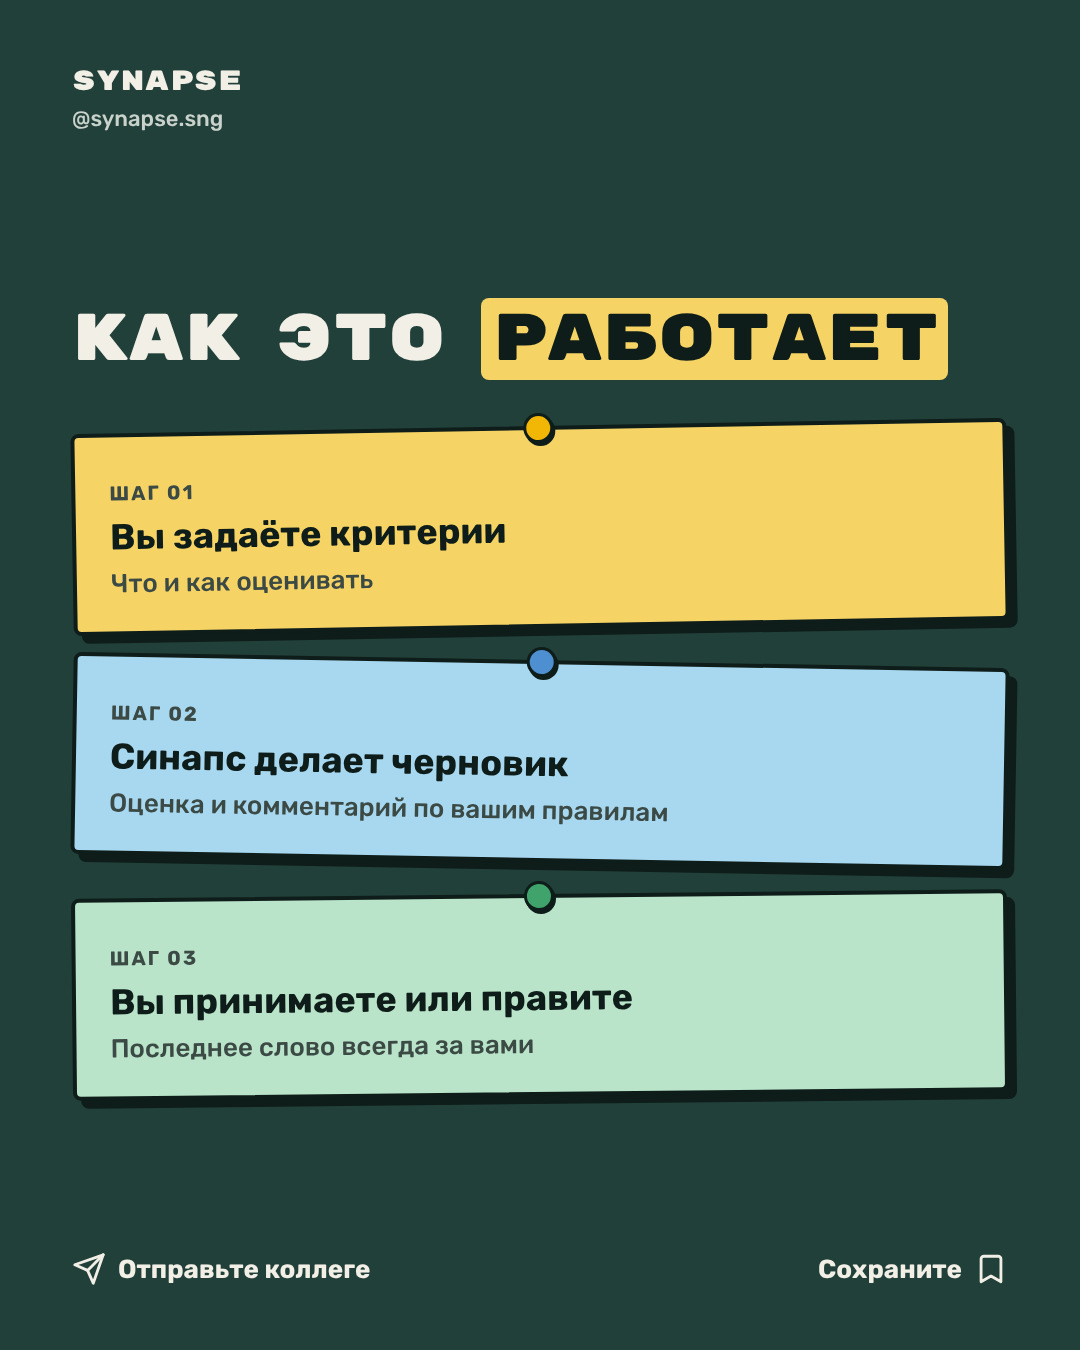 SYNAPSE
@synapse.sng
КАК ЭТО РАБОТАЕТ
ШАГ 01
Вы задаёте критерии
Что и как оценивать
ШАГ 02
Синапс делает черновик
Оценка и комментарий по вашим правилам
ШАГ 03
Вы принимаете или правите
Последнее слово всегда за вами
Отправьте коллеге
Сохраните